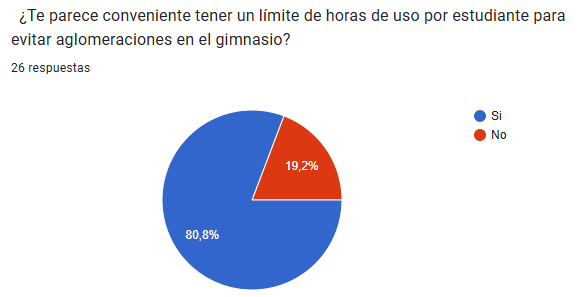 ¿Te parece conveniente tener un límite de horas de uso por estudiante para
evitar aglomeraciones en el gimnasio?
26 respuestas
Si
No
19,2%
80,8%